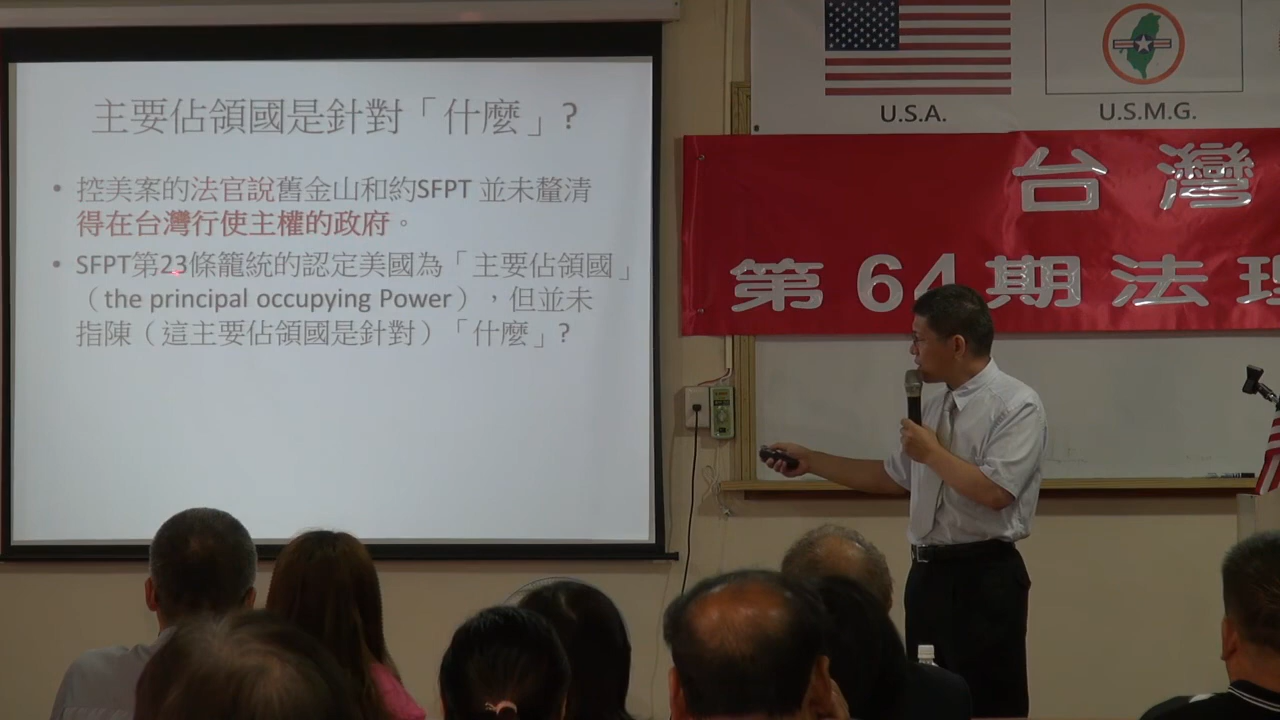 主要佔領國是針對「什麼」?
• 控美案的法官說舊金山和約SFPT 並未釐清
得在台灣行使主權的政府。
• SFPT第23條籠統的認定美國為「主要佔領國」
（the principal occupying Power），但並未
指陳（這主要佔領國是針對）「什麼」?
U.S.A.
U.S.M.G.
台灣
第64期法理